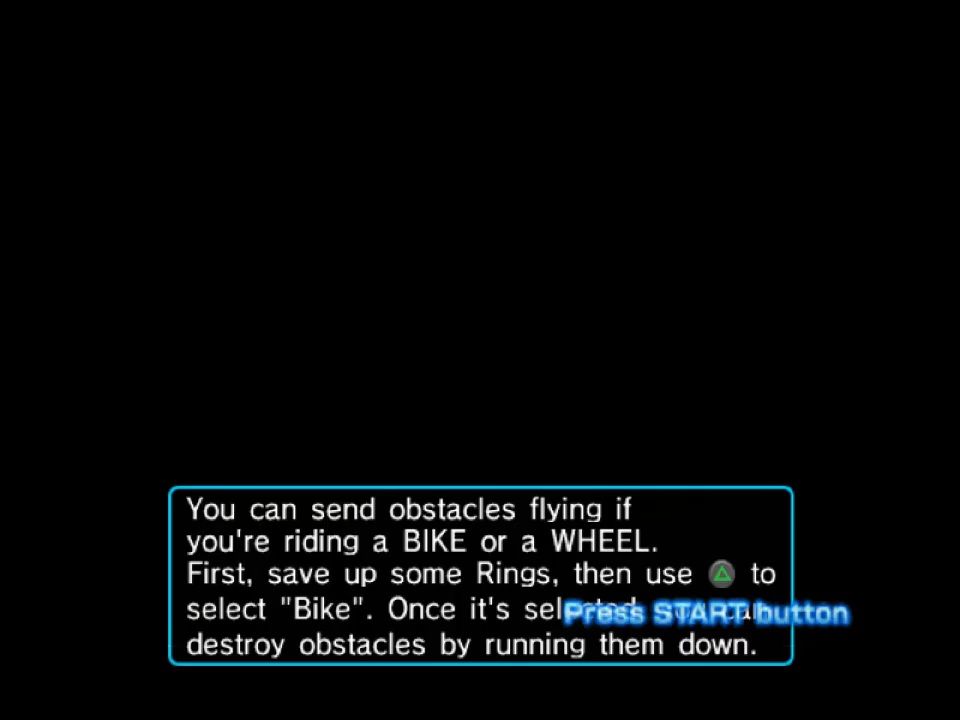 You can send obstacles flying if
you're riding a BIKE or a WHEEL.
First, save up some Rings, then use to
select "Bike". Once it's selected,
Press START button
destroy obstacles by running them down.